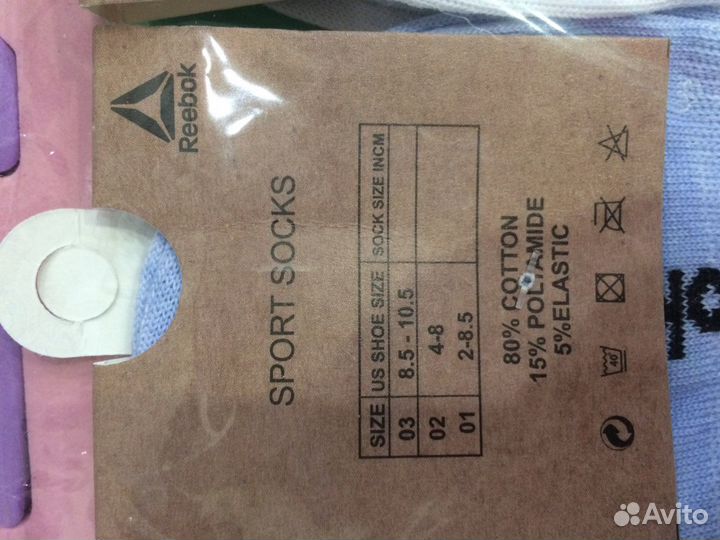 Reebok
SPORT SOCKS
SIZE US SHOE SIZE SOCK SIZE INCM
03 8.5 - 10.5
02 4-8
01 2-8.5
80% COTTON
15% POLYAMIDE
5%ELASTIC
40
Avito